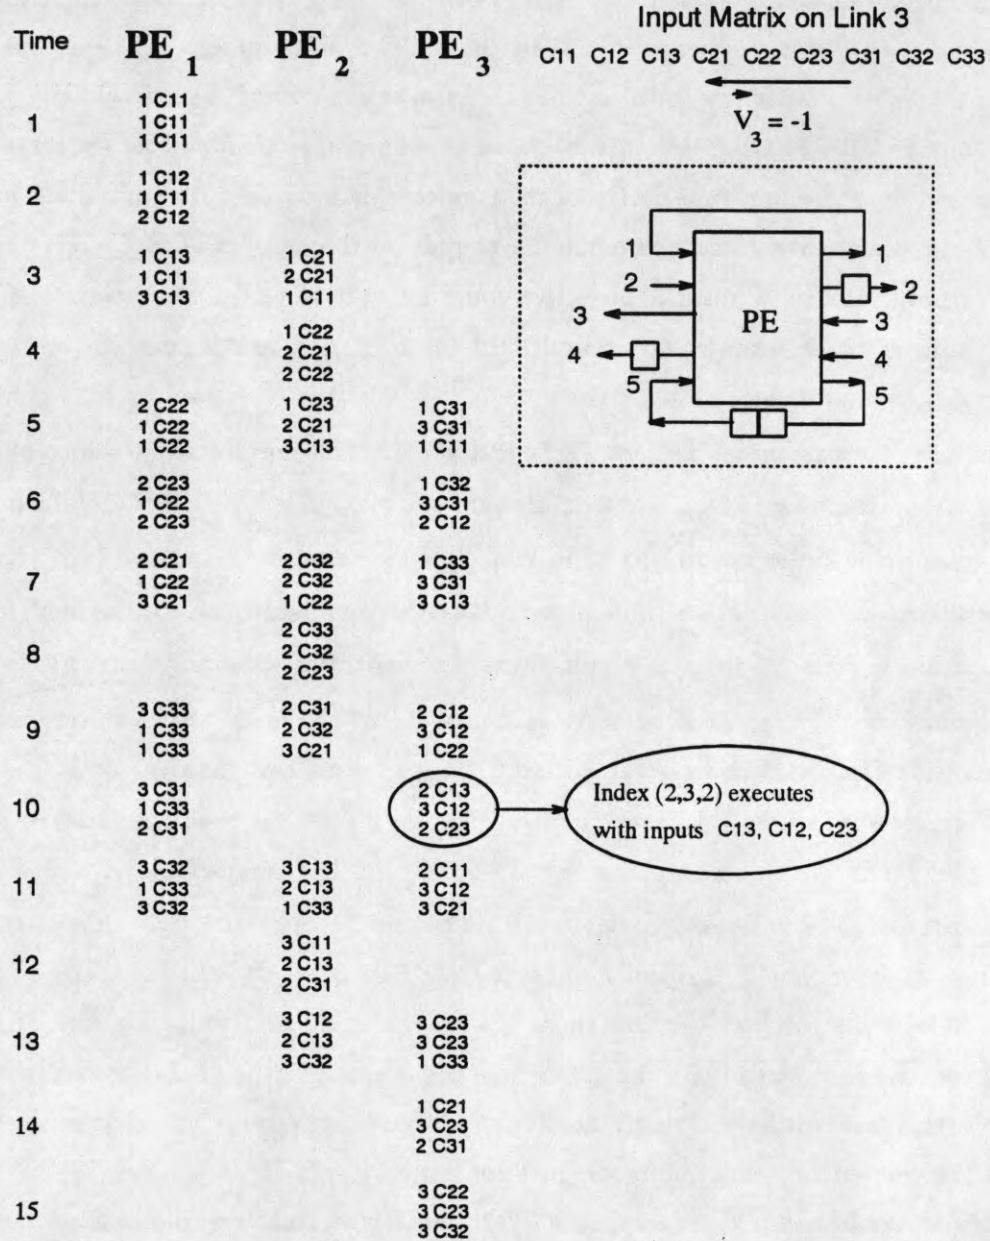 Input Matrix on Link 3
Time PE1 PE2 PE3
C11 C12 C13 C21 C22 C23 C31 C32 C33
V3 = -1
1
1 C11
1 C11
1 C11
2
1 C12
1 C11
2 C12
3
1 C13 1 C21
1 C11 2 C21
3 C13 1 C11
4
1 C22
2 C21
2 C22
5
2 C22 1 C23 1 C31
1 C22 2 C21 3 C31
1 C22 3 C13 1 C11
6
2 C23 1 C32
1 C22 3 C31
2 C23 2 C12
7
2 C21 2 C32 1 C33
1 C22 2 C32 3 C31
3 C21 1 C22 3 C13
8
2 C33
2 C32
2 C23
9
3 C33 2 C31 2 C12
1 C33 2 C32 3 C12
1 C33 3 C21 1 C22
10
3 C31 2 C13
1 C33 3 C12
2 C31 2 C23
Index (2,3,2) executes
with inputs C13, C12, C23
11
3 C32 3 C13 2 C11
1 C33 2 C13 3 C12
3 C32 1 C33 3 C21
12
3 C11
2 C13
2 C31
13
3 C12 3 C23
2 C13 3 C23
3 C32 1 C33
14
1 C21
3 C23
2 C31
15
3 C22
3 C23
3 C32
1 1
2 2
3 PE 3
4 4
5 5